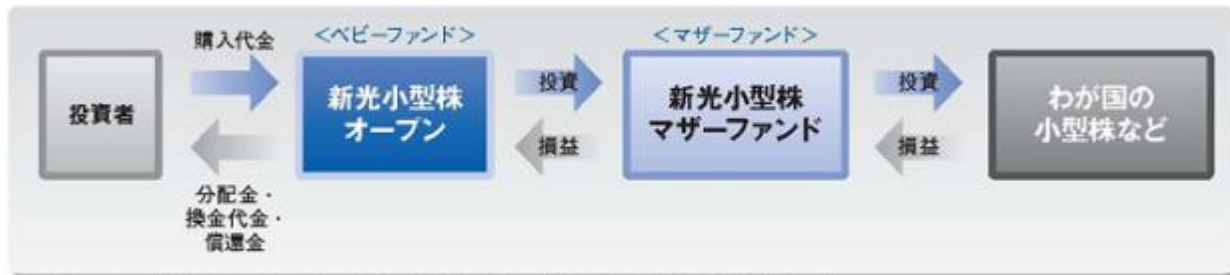 購入代金
<ベビーファンド>
<マザーファンド>
投資者
新光小型株
オープン
投資
損益
新光小型株
マザーファンド
投資
損益
わが国の
小型株など
分配金・
換金代金・
償還金